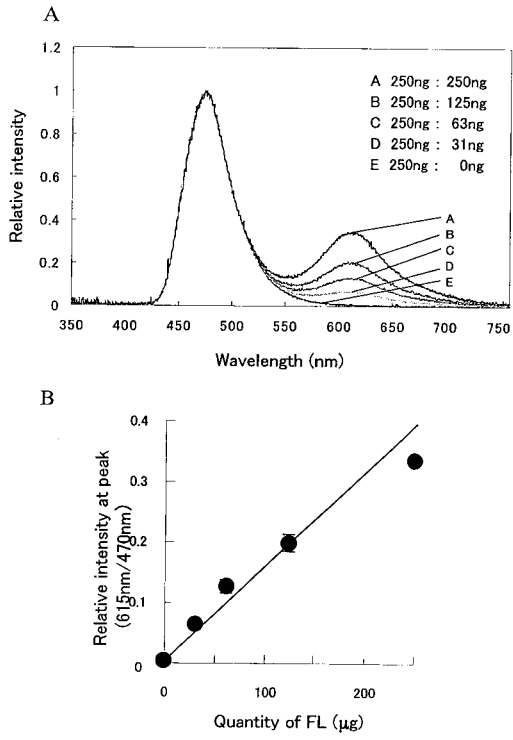 A
1.2
1
0.8
0.6
0.4
0.2
0
Relative intensity
A 250ng : 250ng
B 250ng : 125ng
C 250ng : 63ng
D 250ng : 31ng
E 250ng : 0ng
A
B
C
D
E
350 400 450 500 550 600 650 700 750
Wavelength (nm)
B
0.4
0.3
0.2
0.1
0
Relative intensity at peak
(615nm/470nm)
0 100 200
Quantity of FL (μg)